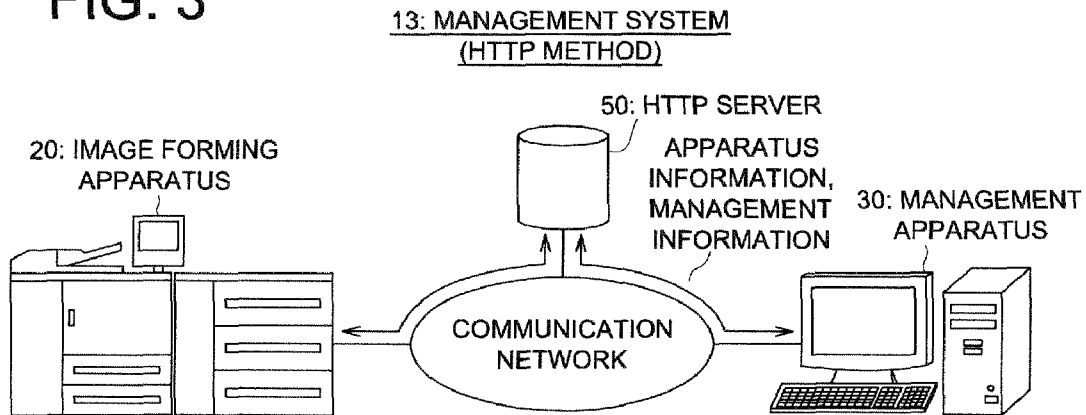 FIG. 3
13: MANAGEMENT SYSTEM
(HTTP METHOD)
50: HTTP SERVER
20: IMAGE FORMING
APPARATUS
APPARATUS
INFORMATION,
MANAGEMENT
INFORMATION
30: MANAGEMENT
APPARATUS
COMMUNICATION
NETWORK